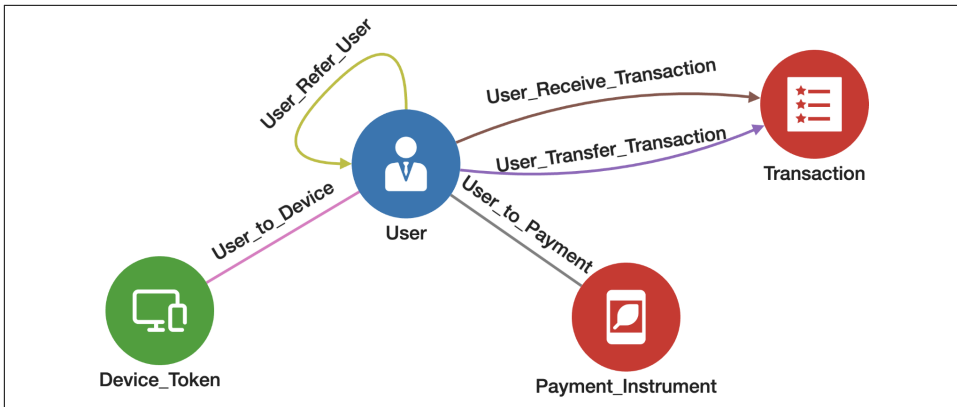 User_Refer_User
User_Receive_Transaction
User_Transfer_Transaction
Transaction
User_to_Device
User
User_to_Payment
Device_Token
Payment_Instrument